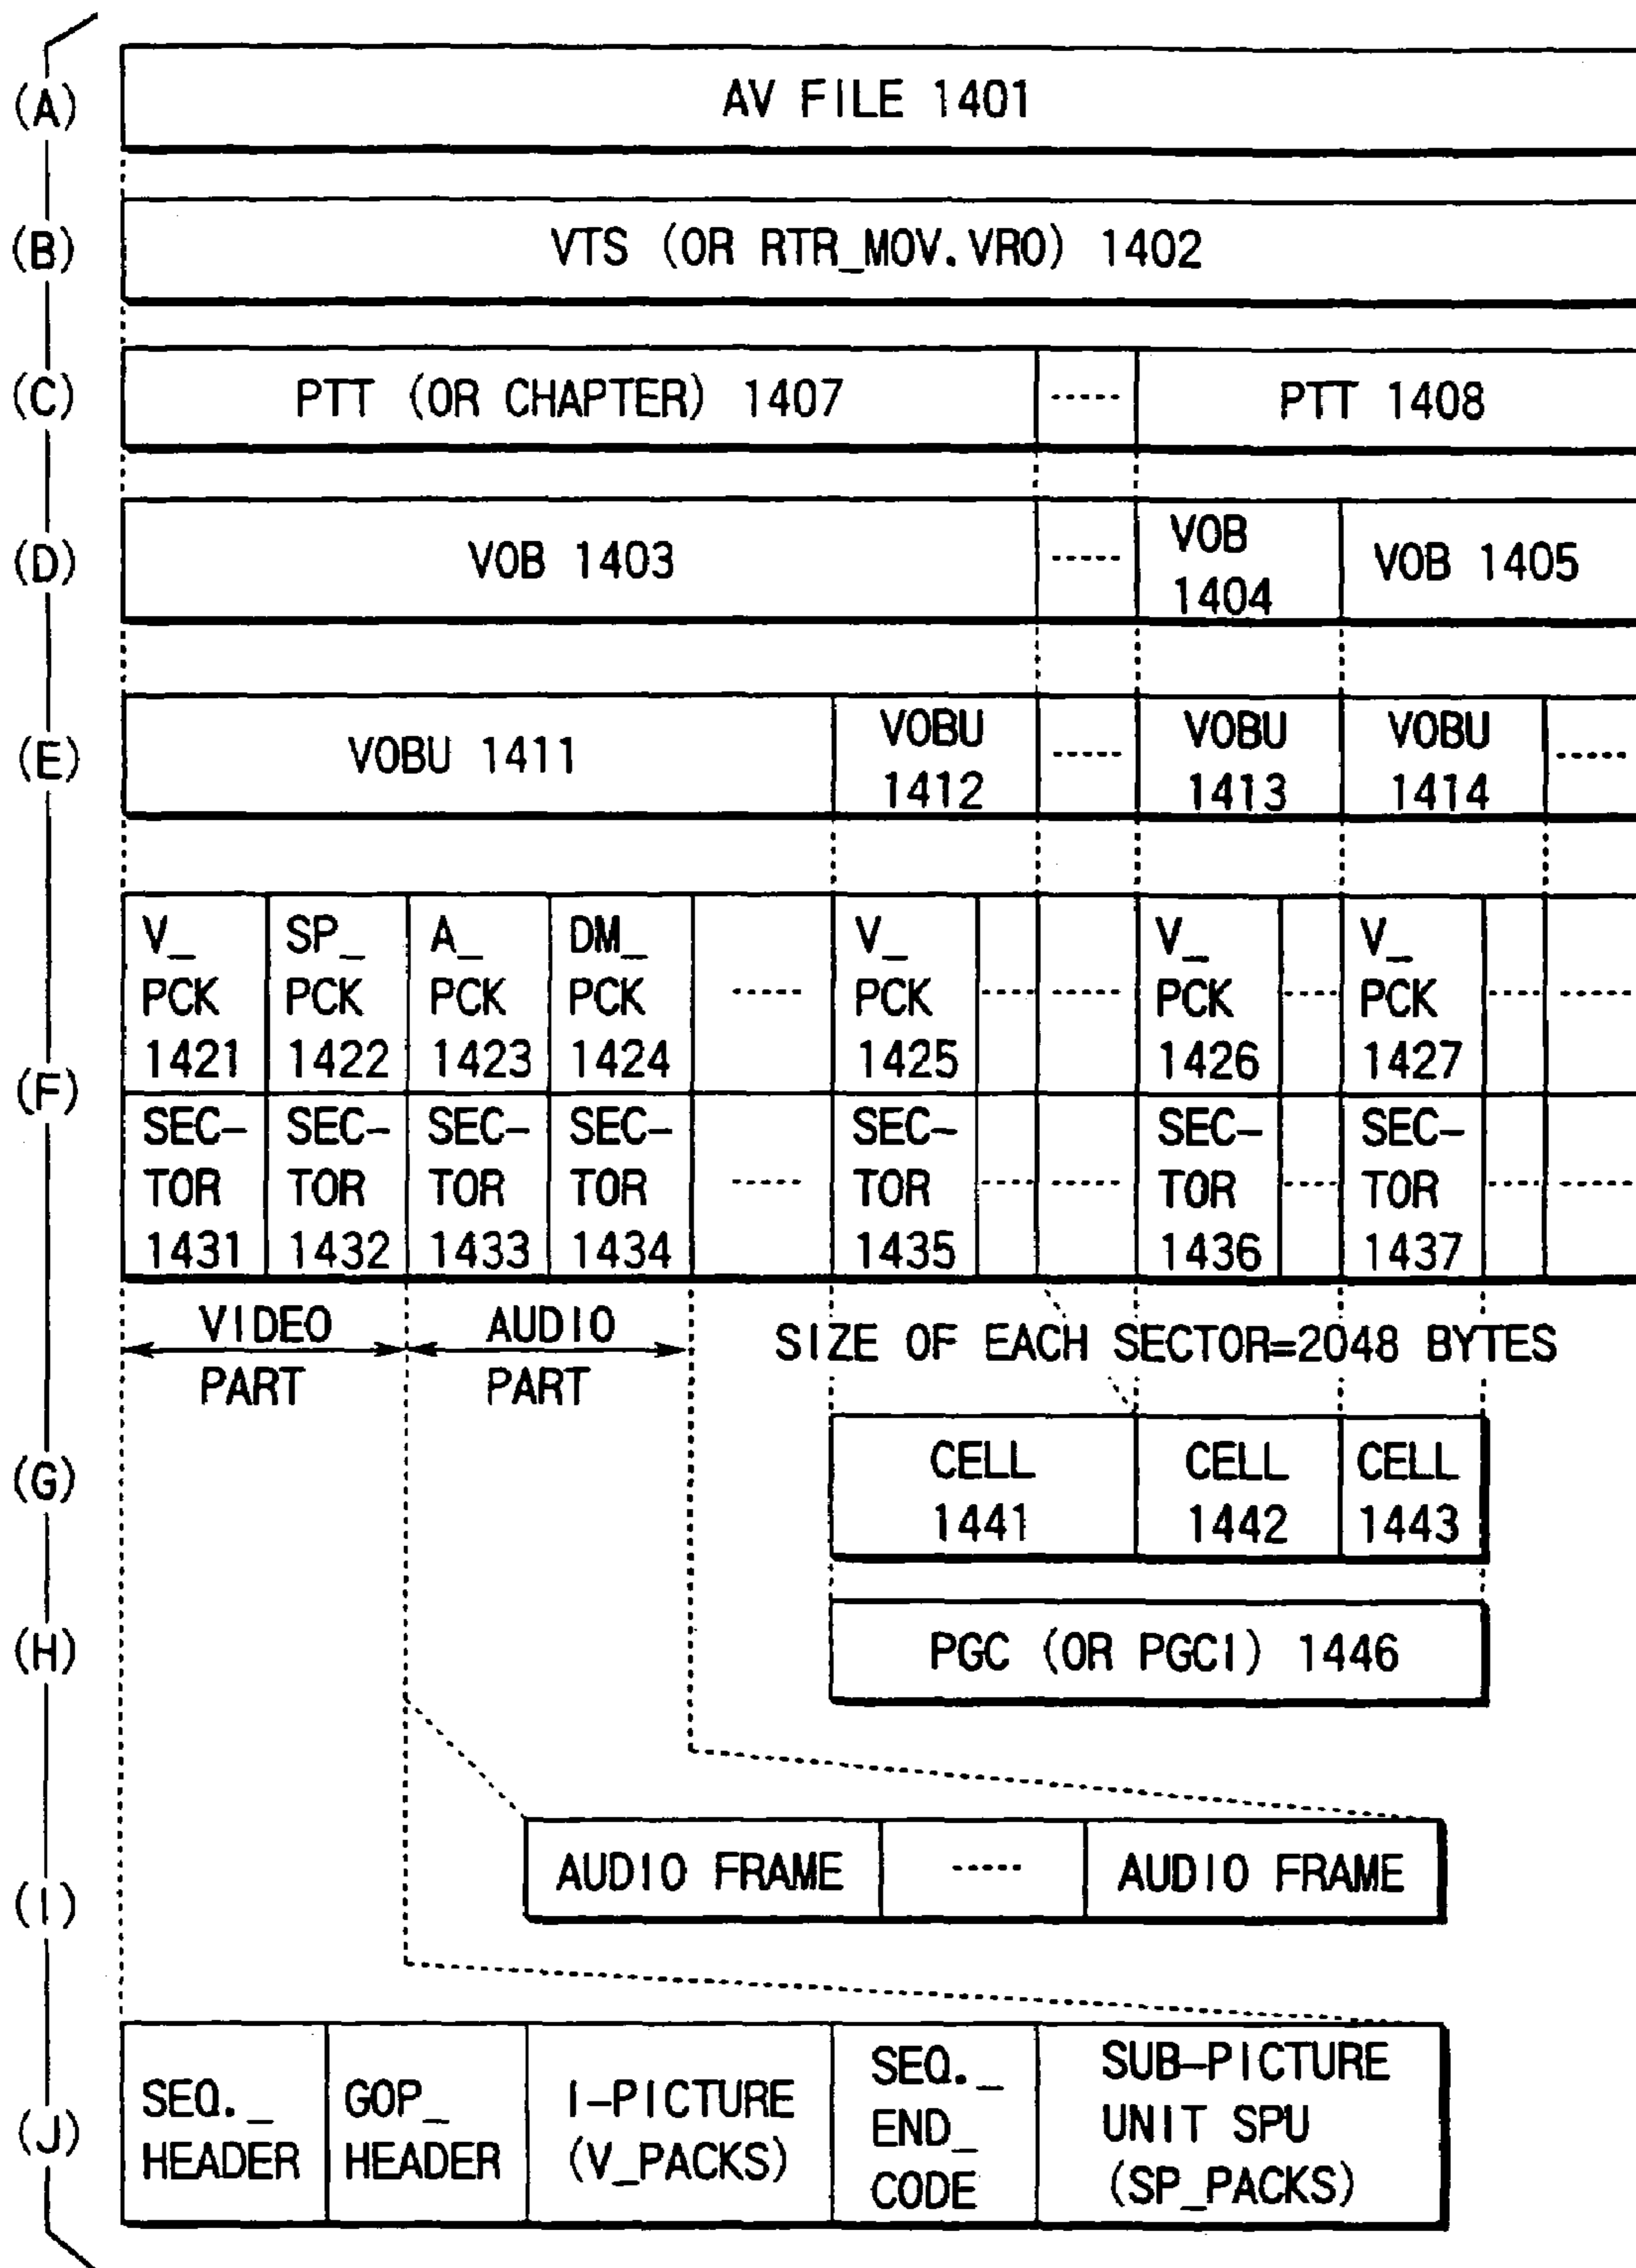 (A)
AV FILE 1401
(B)
VTS (OR RTR_MOV.VRO) 1402
(C)
PTT (OR CHAPTER) 1407
-----
PTT 1408
(D)
VOB 1403
-----
VOB
1404
VOB 1405
(E)
VOBU 1411
VOBU
1412
-----
VOBU
1413
VOBU
1414
-----
(F)
V_
PCK
1421
SP_
PCK
1422
A_
PCK
1423
DM_
PCK
1424
-----
V_
PCK
1425
-----
-----
V_
PCK
1426
-----
V_
PCK
1427
-----
-----
SEC-
TOR
1431
SEC-
TOR
1432
SEC-
TOR
1433
SEC-
TOR
1434
-----
SEC-
TOR
1435
-----
-----
SEC-
TOR
1436
-----
SEC-
TOR
1437
-----
-----
VIDEO
PART
AUDIO
PART
SIZE OF EACH SECTOR=2048 BYTES
(G)
CELL
1441
CELL
1442
CELL
1443
(H)
PGC (OR PGCI) 1446
(I)
AUDIO FRAME
-----
AUDIO FRAME
(J)
SEQ._
HEADER
GOP_
HEADER
I-PICTURE
(V_PACKS)
SEQ._
END_
CODE
SUB-PICTURE
UNIT SPU
(SP_PACKS)